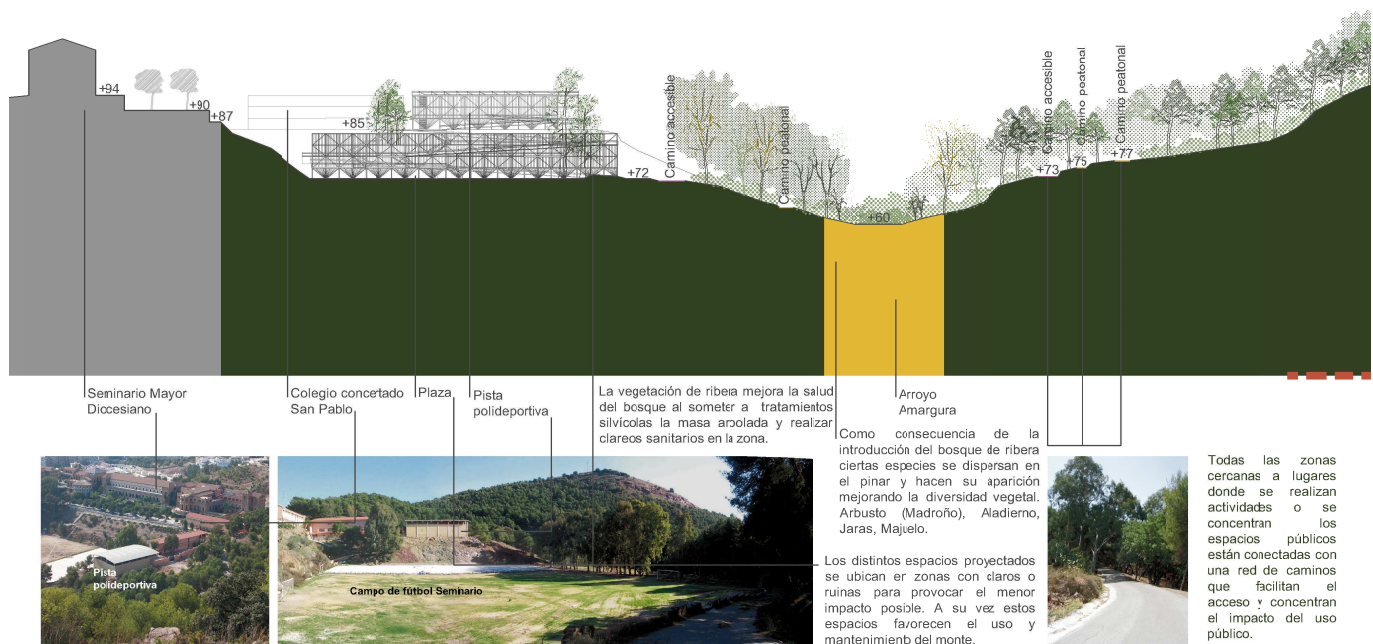 +94
+90
+87
+85
+72
Camino accesible
Camino peatonal
+60
Camino accesible
Camino peatonal
Camino peatonal
+73
+75
+77
Seminario Mayor
Diocesiano
Colegio concertado
San Pablo
Plaza
Pista
polideportiva
La vegetación de ribera mejora la salud
del bosque al someter a tratamientos
silvícolas la masa arbolada y realizar
clareos sanitarios en la zona.
Arroyo
Amargura
Como consecuencia de la
introducción del bosque de ribera
ciertas especies se dispersan en
el pinar y hacen su aparición
mejorando la diversidad vegetal.
Arbusto (Madroño), Aladierno,
Jaras, Majuelo.
Los distintos espacios proyectados
se ubican en zonas con claros o
ruinas para provocar el menor
impacto posible. A su vez estos
espacios favorecen el uso y
mantenimiento del monte.
Todas las zonas
cercanas a lugares
donde se realizan
actividades o se
concentran los
espacios públicos
están conectadas con
una red de caminos
que facilitan el
acceso y concentran
el impacto del uso
público.
Pista
polideportiva
Campo de fútbol Seminario